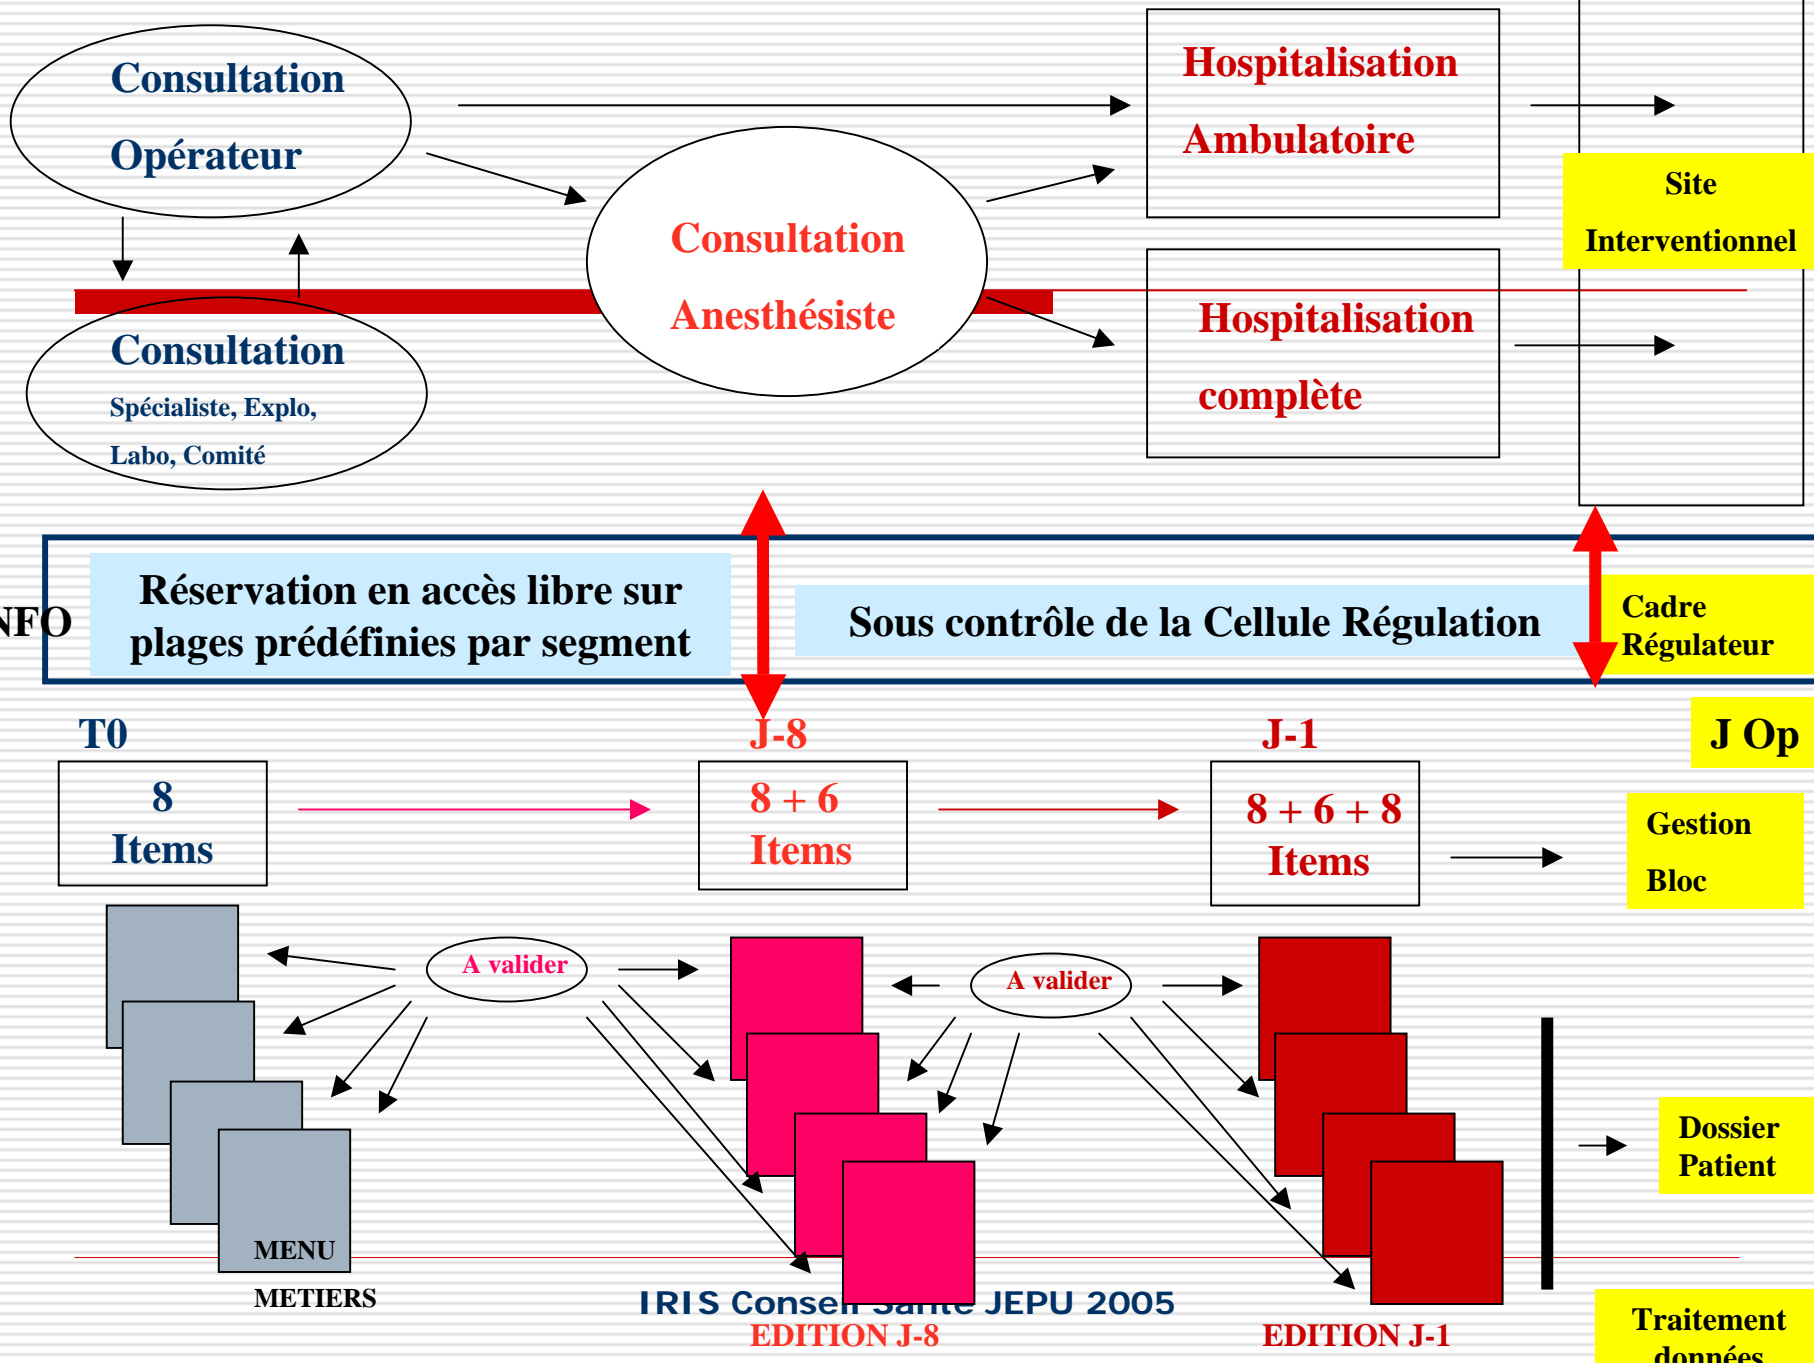 Consultation
Opérateur
Hospitalisation
Ambulatoire
Site
Interventionnel
Consultation
Anesthésiste
Hospitalisation
complète
Consultation
Spécialiste, Explo,
Labo, Comité
NFO
Réservation en accès libre sur
plages prédéfinies par segment
Sous contrôle de la Cellule Régulation
Cadre
Régulateur
T0
J-8
J-1
J Op
8
Items
8 + 6
Items
8 + 6 + 8
Items
Gestion
Bloc
A valider
A valider
Dossier
Patient
MENU
METIERS
IRIS Conseil Santé JEPU 2005
EDITION J-8
EDITION J-1
Traitement
données